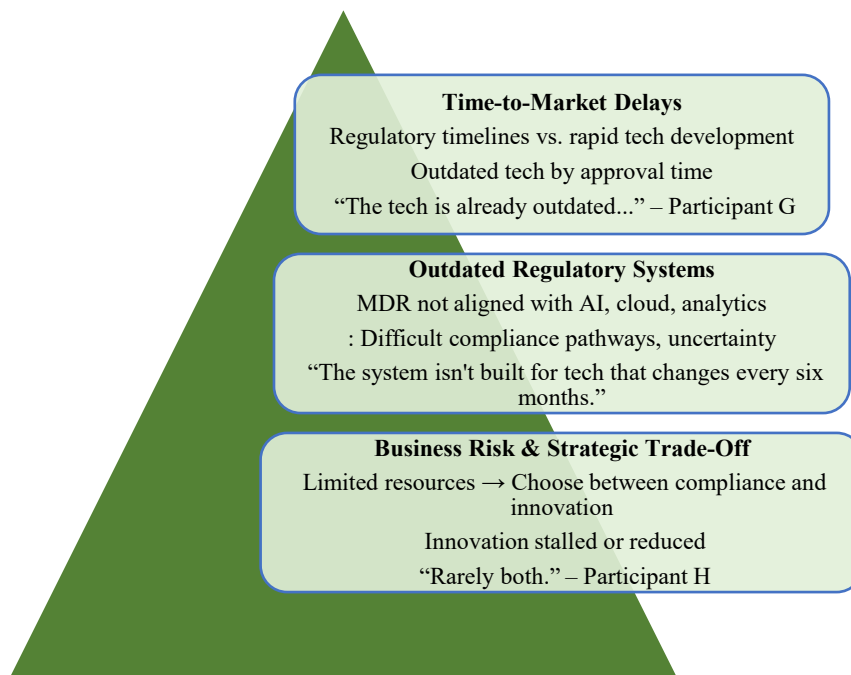 Time-to-Market Delays
Regulatory timelines vs. rapid tech development
Outdated tech by approval time
“The tech is already outdated...” – Participant G
Outdated Regulatory Systems
MDR not aligned with AI, cloud, analytics
: Difficult compliance pathways, uncertainty
“The system isn't built for tech that changes every six
months.”
Business Risk & Strategic Trade-Off
Limited resources → Choose between compliance and
innovation
Innovation stalled or reduced
“Rarely both.” – Participant H